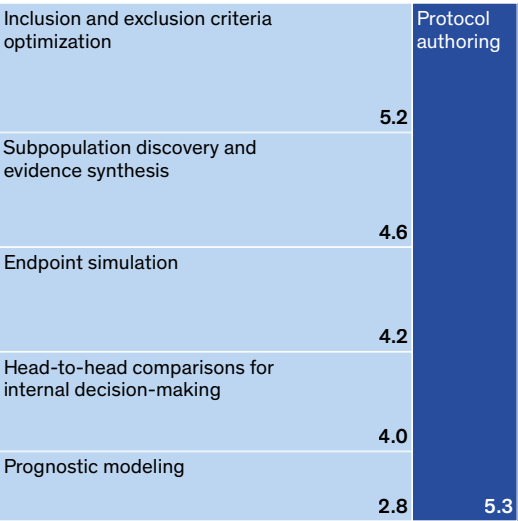 Inclusion and exclusion criteria
optimization
5.2
Subpopulation discovery and
evidence synthesis
4.6
Endpoint simulation
4.2
Head-to-head comparisons for
internal decision-making
4.0
Prognostic modeling
2.8
Protocol
authoring
5.3